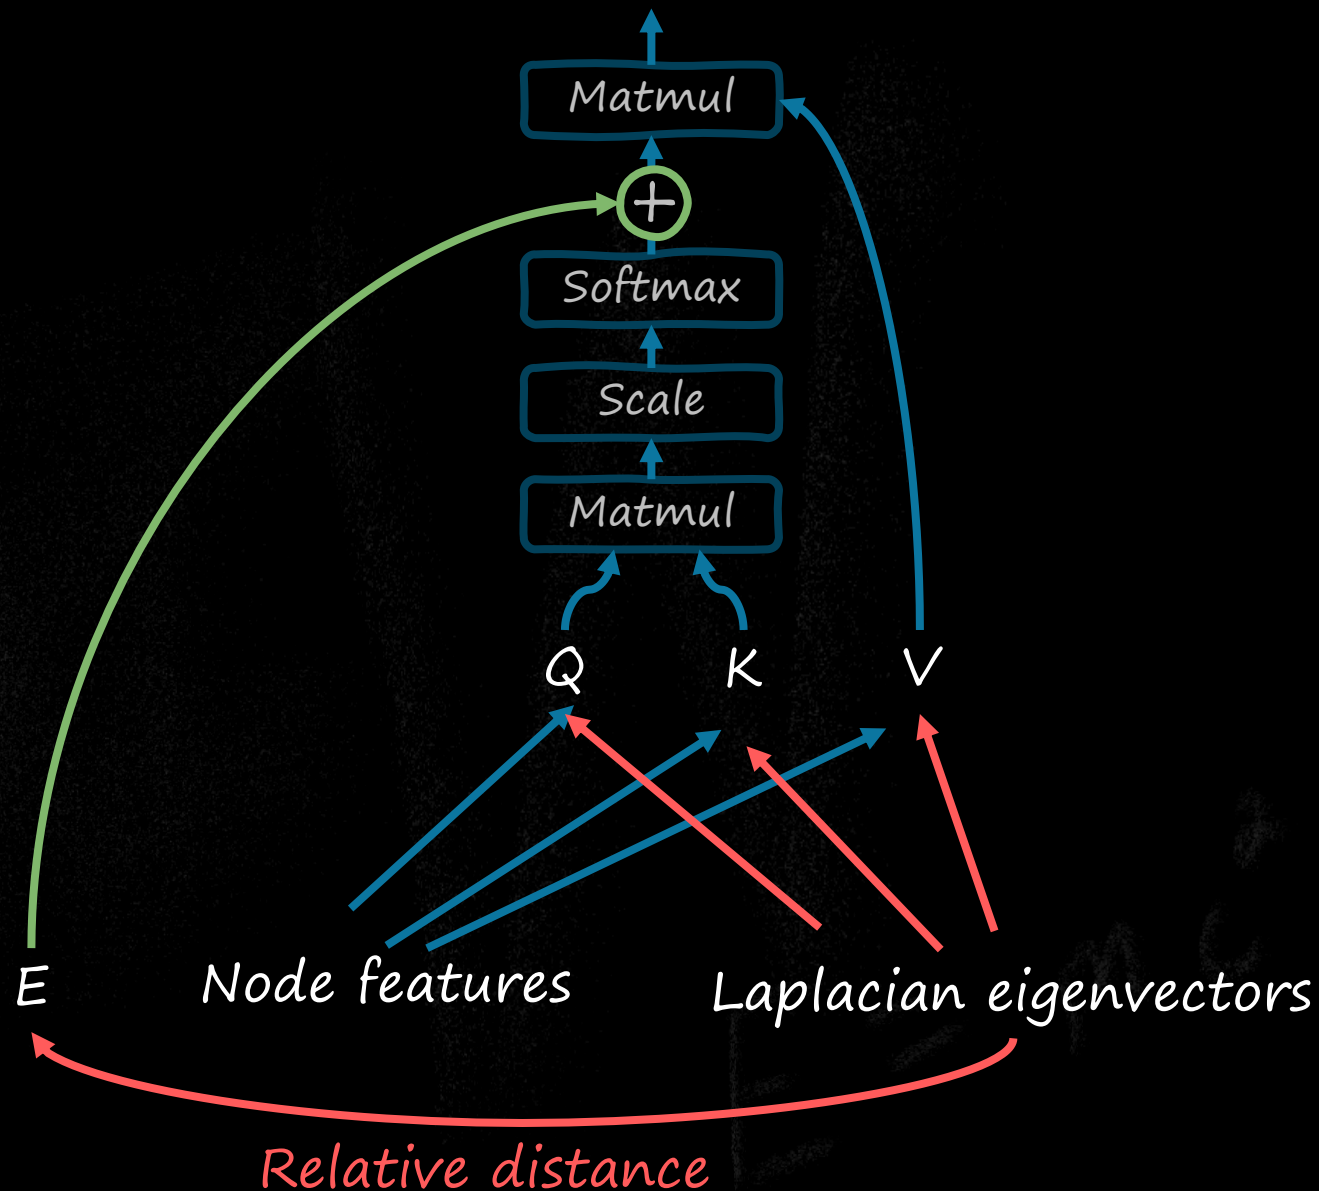 Matmul
+
Softmax
Scale
Matmul
Q K V
E Node features Laplacian eigenvectors
Relative distance